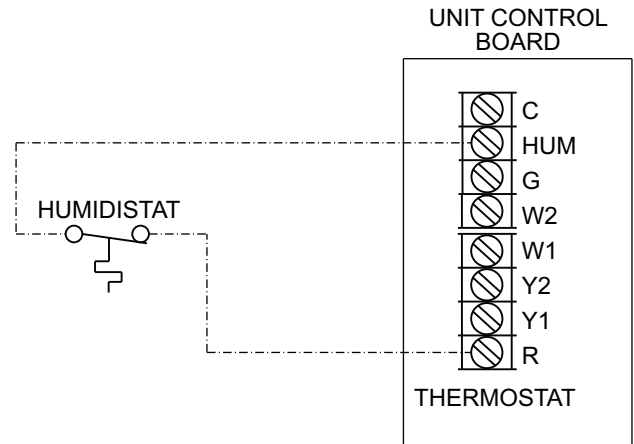 UNIT CONTROL
BOARD
C
HUM
G
HUMIDISTAT
W2
W1
Y2
Y1
R
THERMOSTAT